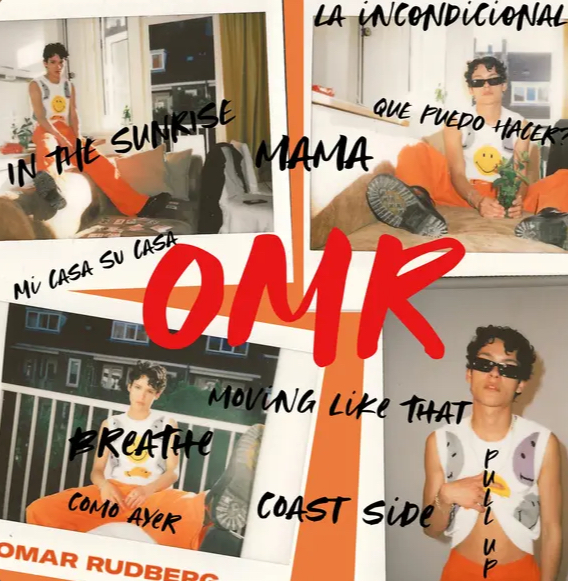 LA INCONDICIONAL
IN THE SUNRISE
QUE PUEDO HACER?
MAMA
MI CASA SU CASA
OMR
MOVING LIKE THAT
BREATHE
COMO AYER
COAST SIDE
PULL UP
OMAR RUDBERG